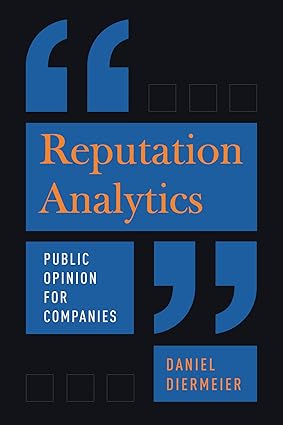 Reputation
Analytics
PUBLIC
OPINION
FOR
COMPANIES
DANIEL
DIERMEIER